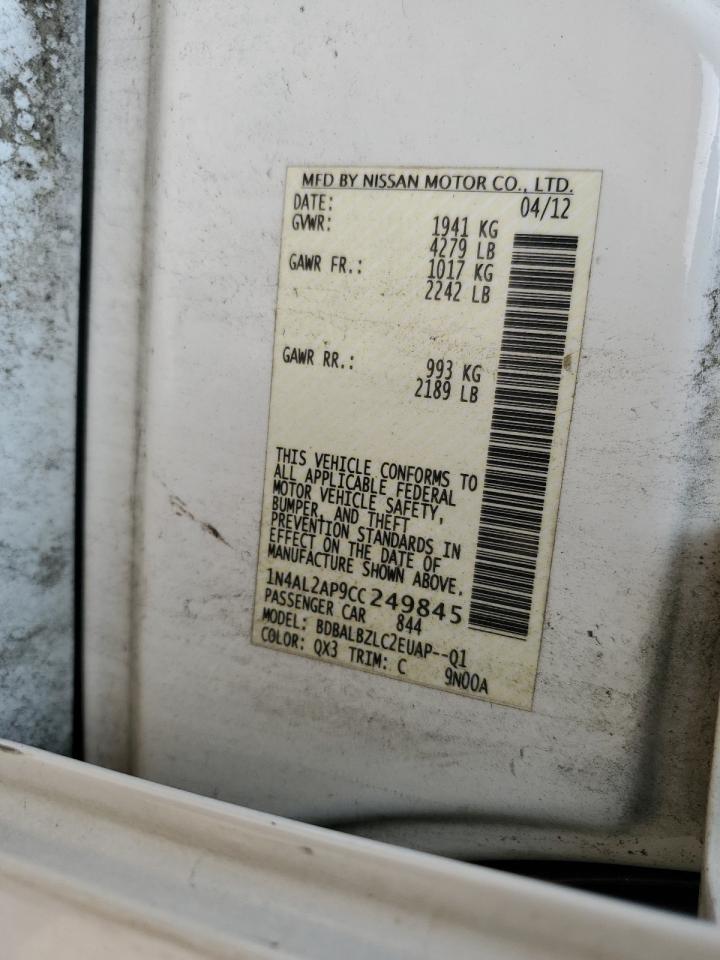 MFD BY NISSAN MOTOR CO., LTD.
DATE: 04/12
GVWR: 1941 KG
4279 LB
GAWR FR.: 1017 KG
2242 LB
GAWR RR.: 993 KG
2189 LB
THIS VEHICLE CONFORMS TO
ALL APPLICABLE FEDERAL
MOTOR VEHICLE SAFETY,
BUMPER, AND THEFT
PREVENTION STANDARDS IN
EFFECT ON THE DATE OF
MANUFACTURE SHOWN ABOVE.
1N4AL2AP9CC249845
PASSENGER CAR 844
MODEL: BDBALBZLC2EUAP--Q1
COLOR: QX3 TRIM: C 9N00A